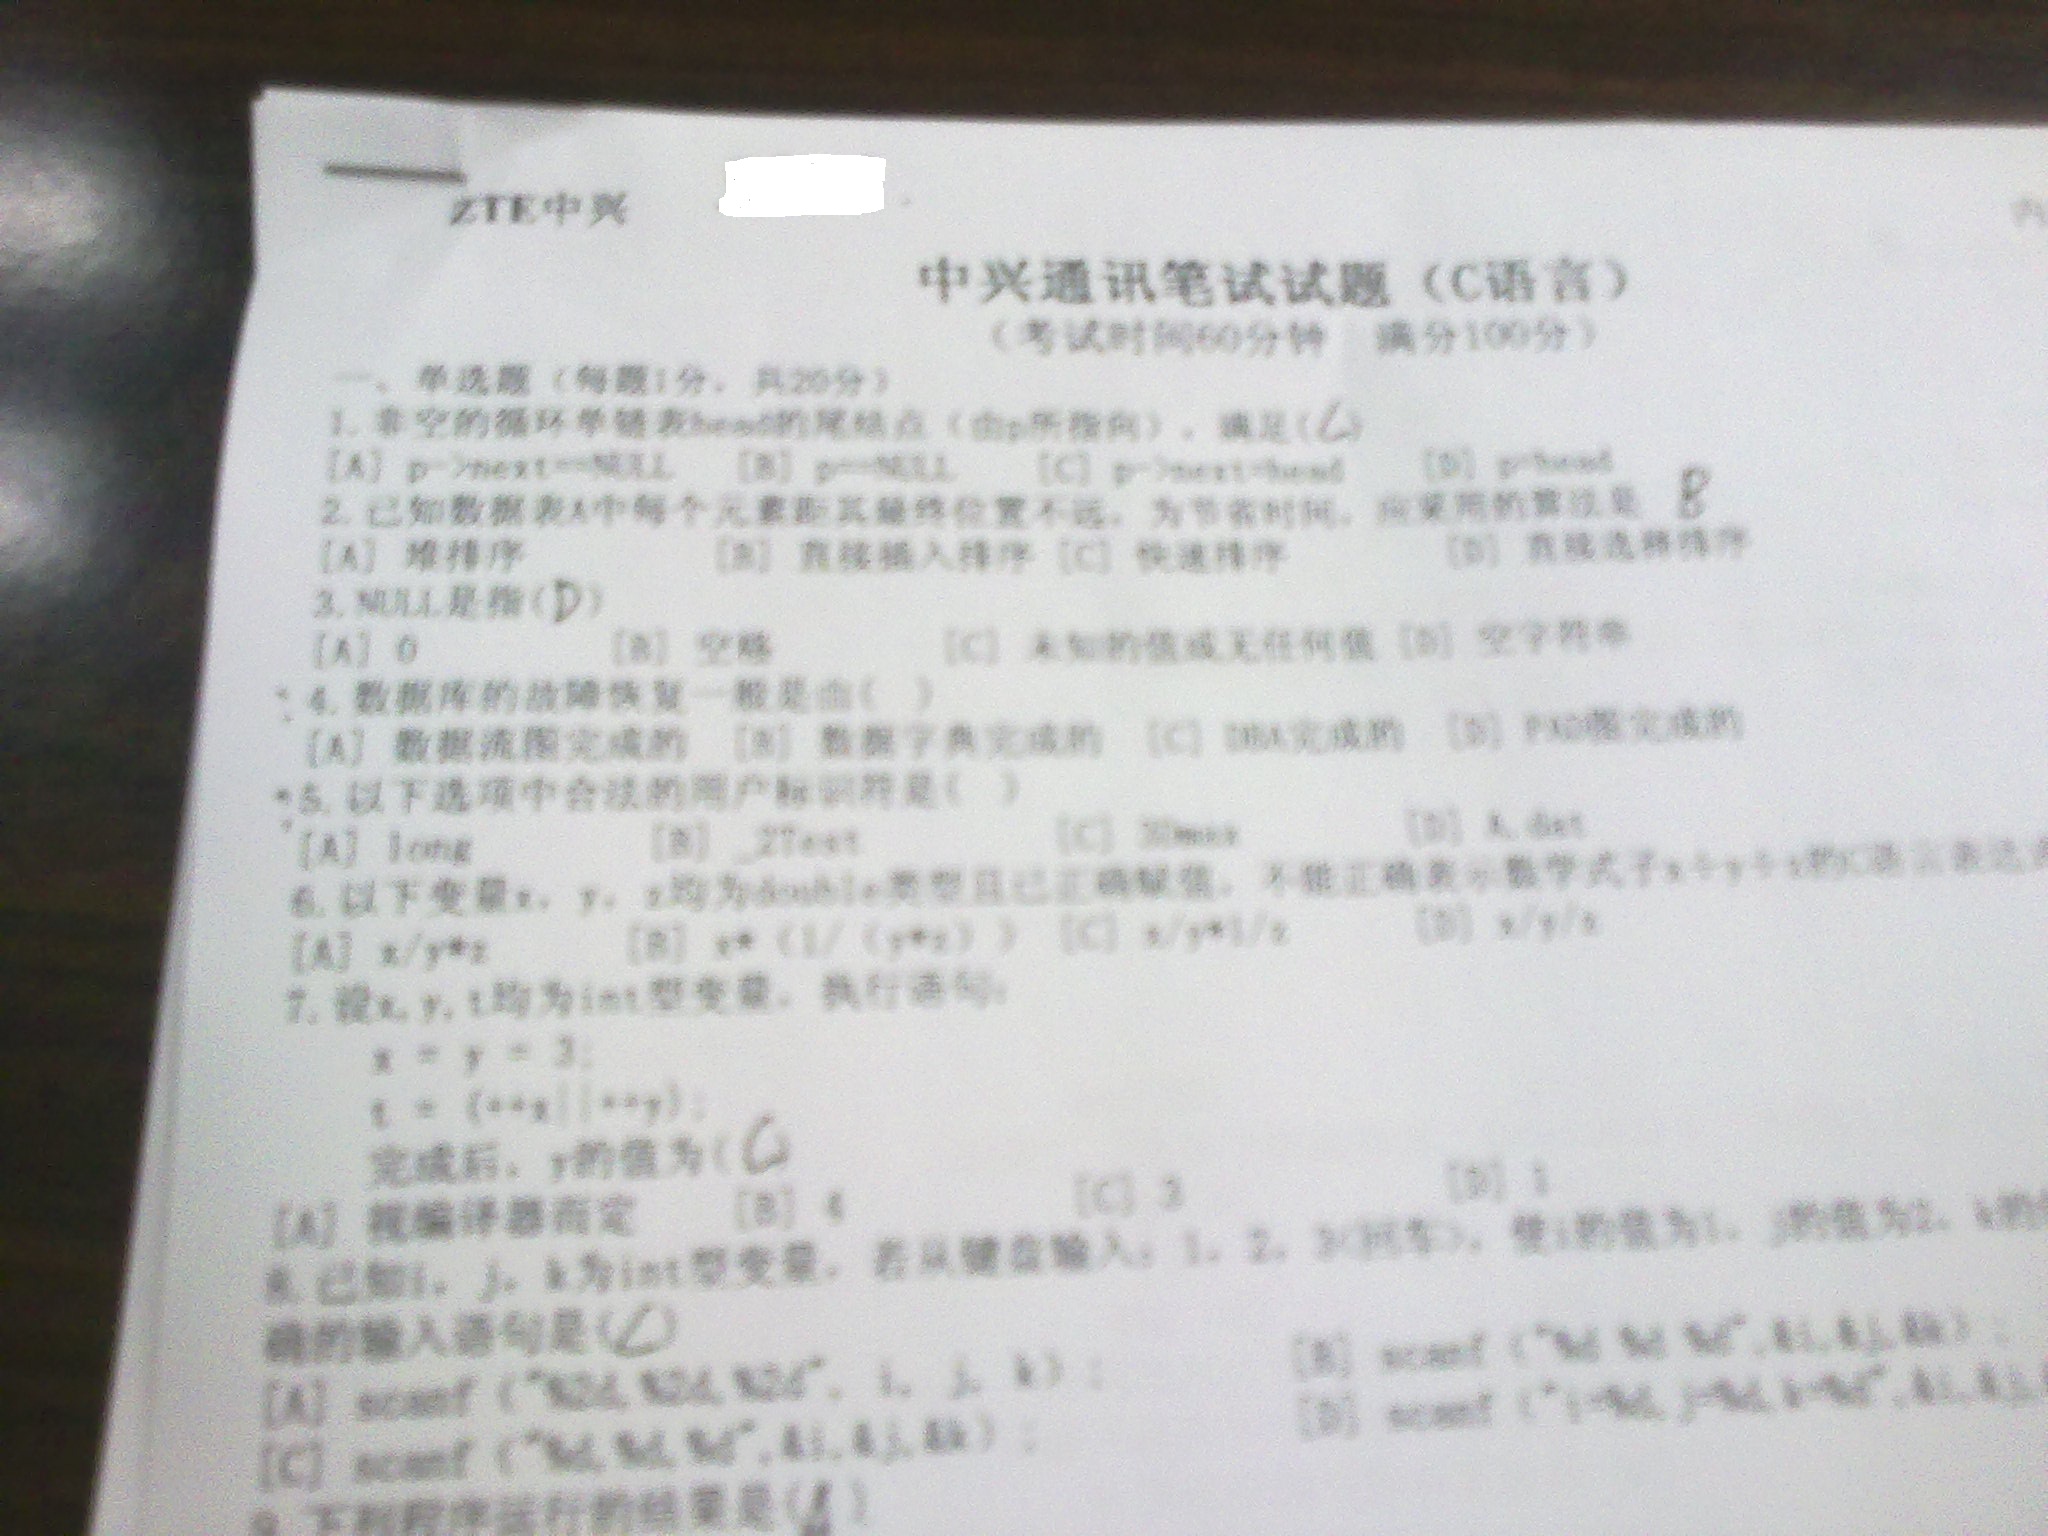 ZTE中兴
中兴通讯笔试试题（C语言）
（考试时间60分钟 满分100分）
一、单选题（每题1分，共20分）
1. 非空的循环单链表head的尾结点（由p所指向），满足(C)
[A] p->next==NULL [B] p==NULL [C] p->next=head [D] p=head
2. 已知数据表A中每个元素距其最终位置不远，为节省时间，应采用的算法是 B
[A] 堆排序 [B] 直接插入排序 [C] 快速排序 [D] 直接选择排序
3. NULL是指(D)
[A] 0 [B] 空格 [C] 未知的值或无任何值 [D] 空字符串
4. 数据库的故障恢复一般是由( )
[A] 数据流图完成的 [B] 数据字典完成的 [C] DBA完成的 [D] PAD图完成的
5. 以下选项中合法的用户标识符是( )
[A] long [B] _2Test [C] 3Dmax [D] A.dat
6. 以下变量x，y，z均为double类型且已正确赋值，不能正确表示数学式子x÷y÷z的C语言表达
[A] x/y*z [B] x*（1/（y*z）） [C] x/y*1/z [D] x/y/z
7. 设x,y,t均为int型变量，执行语句：
x = y = 3;
t = (++x||++y);
完成后，y的值为(C
[A] 视编译器而定 [B] 4 [C] 3 [D] 1
8. 已知i，j，k为int型变量，若从键盘输入：1，2，3<回车>，使i的值为1、j的值为2、k的
确的输入语句是(C)
[A] scanf（"%2d,%2d,%2d"，i，j，k）；
[B] scanf（"%d %d %d",&i,&j,&k）；
[C] scanf（"%d,%d,%d",&i,&j,&k）；
[D] scanf（"i=%d,j=%d,k=%d",&i,&j,
9. 下列程序运行的结果是( )